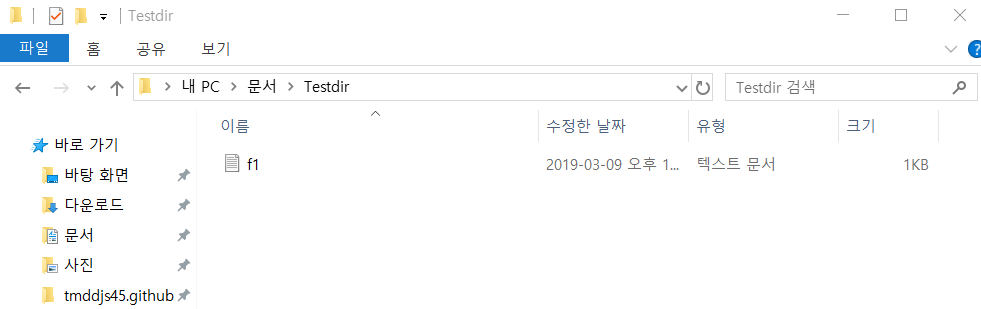 Testdir
파일 홈 공유 보기
내 PC 문서 Testdir Testdir 검색
이름 수정한 날짜 유형 크기
바로 가기
f1 2019-03-09 오후 1... 텍스트 문서 1KB
바탕 화면
다운로드
문서
사진
tmddjs45.github